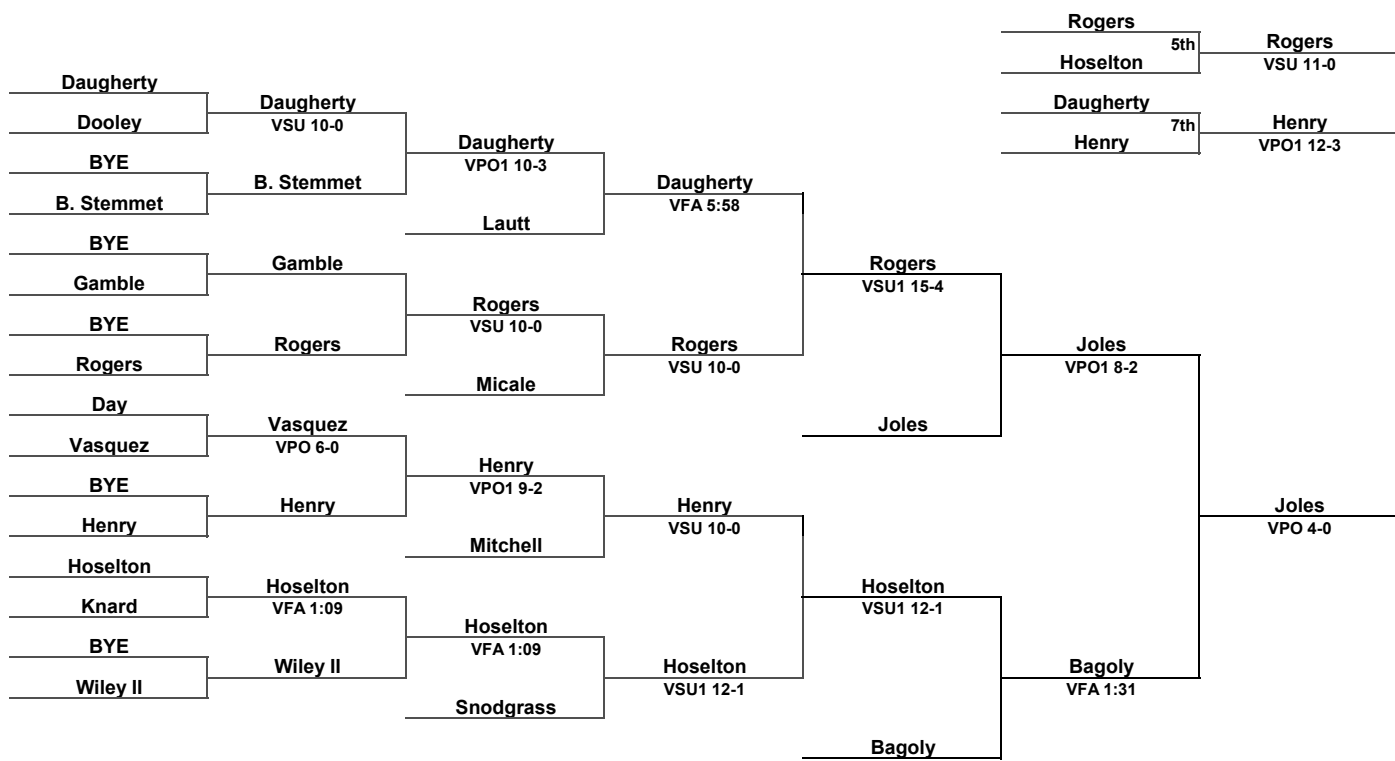 Rogers
5th
Hoselton
Rogers
VSU 11-0
Daugherty
7th
Henry
Henry
VPO1 12-3
Daugherty
Dooley
BYE
B. Stemmet
BYE
Gamble
BYE
Rogers
Day
Vasquez
BYE
Henry
Hoselton
Knard
BYE
Wiley II
Daugherty
VSU 10-0
B. Stemmet
Gamble
Rogers
Vasquez
VPO 6-0
Henry
Hoselton
VFA 1:09
Wiley II
Daugherty
VPO1 10-3
Lautt
Rogers
VSU 10-0
Micale
Henry
VPO1 9-2
Mitchell
Hoselton
VFA 1:09
Snodgrass
Daugherty
VFA 5:58
Rogers
VSU 10-0
Henry
VSU 10-0
Hoselton
VSU1 12-1
Rogers
VSU1 15-4
Joles
Hoselton
VSU1 12-1
Bagoly
Joles
VPO1 8-2
Bagoly
VFA 1:31
Joles
VPO 4-0